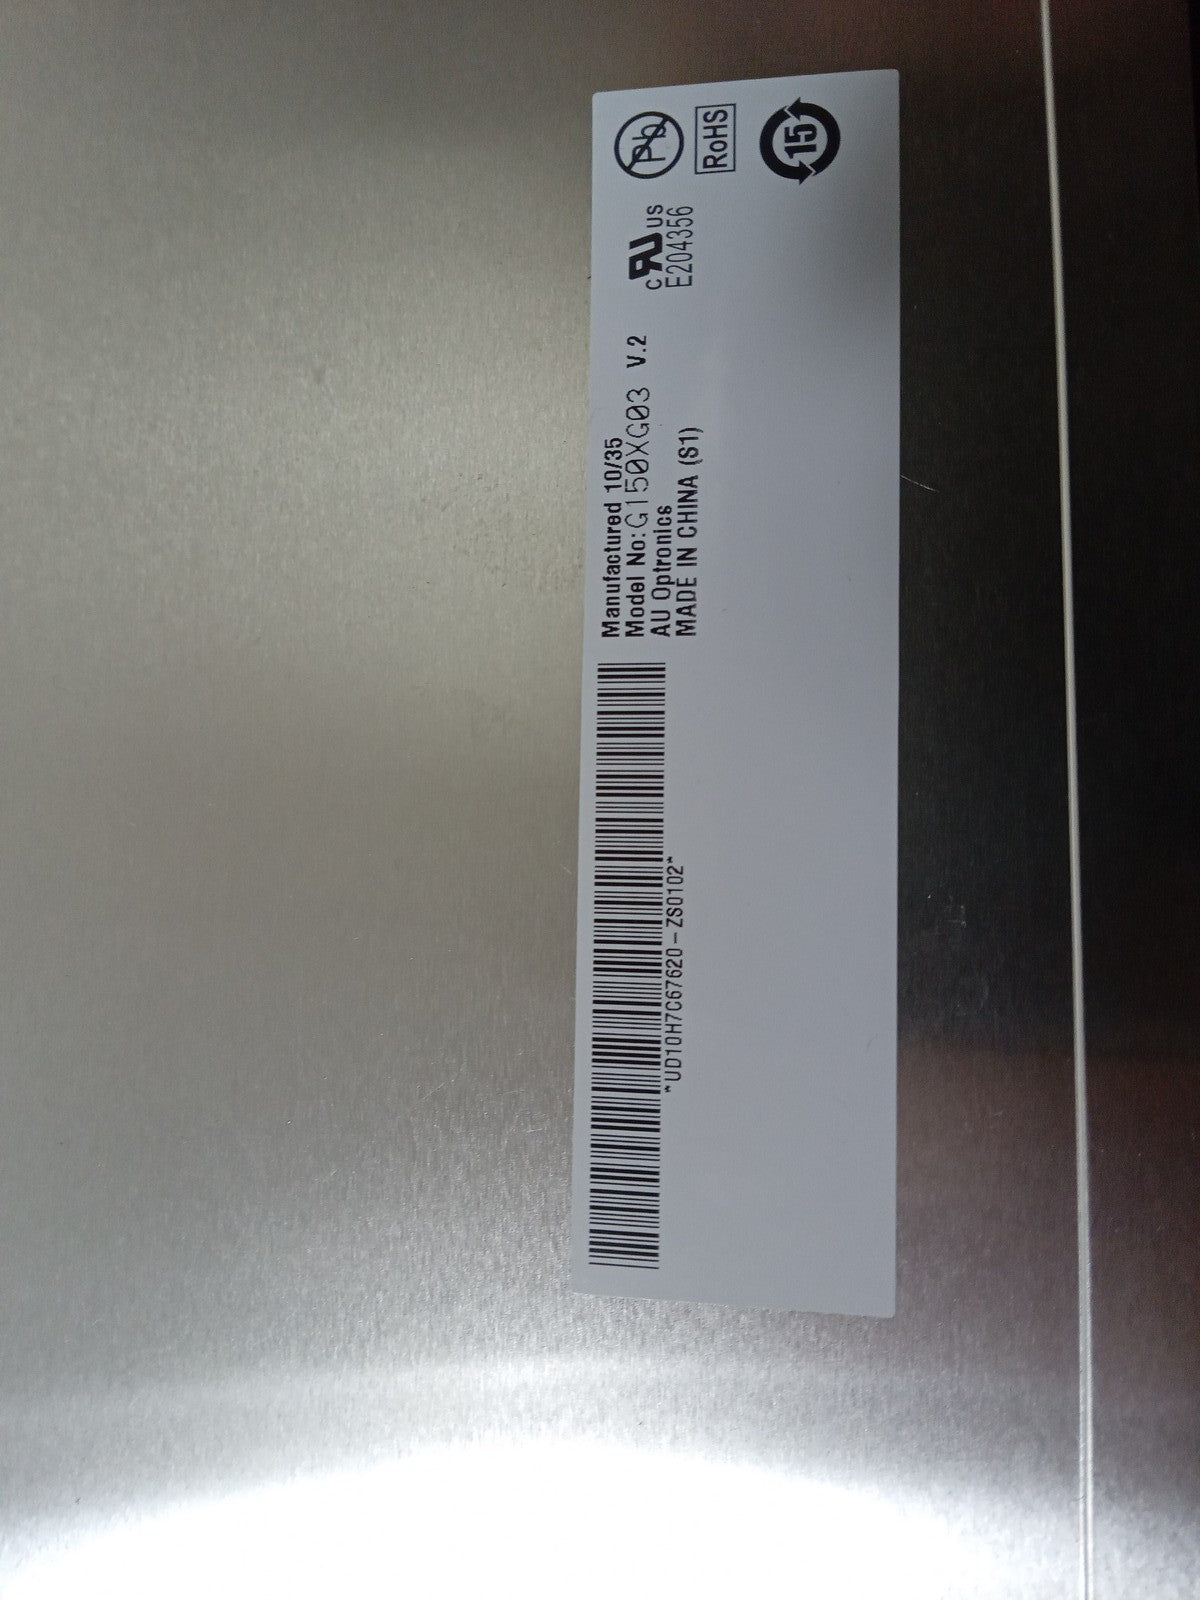 Manufactured 10/35
Model No:G150XG03 V.2
AU Optronics
MADE IN CHINA (S1)
*UD10H7C67620-ZS0102*
c RU US
E204356
Pb
RoHS
15